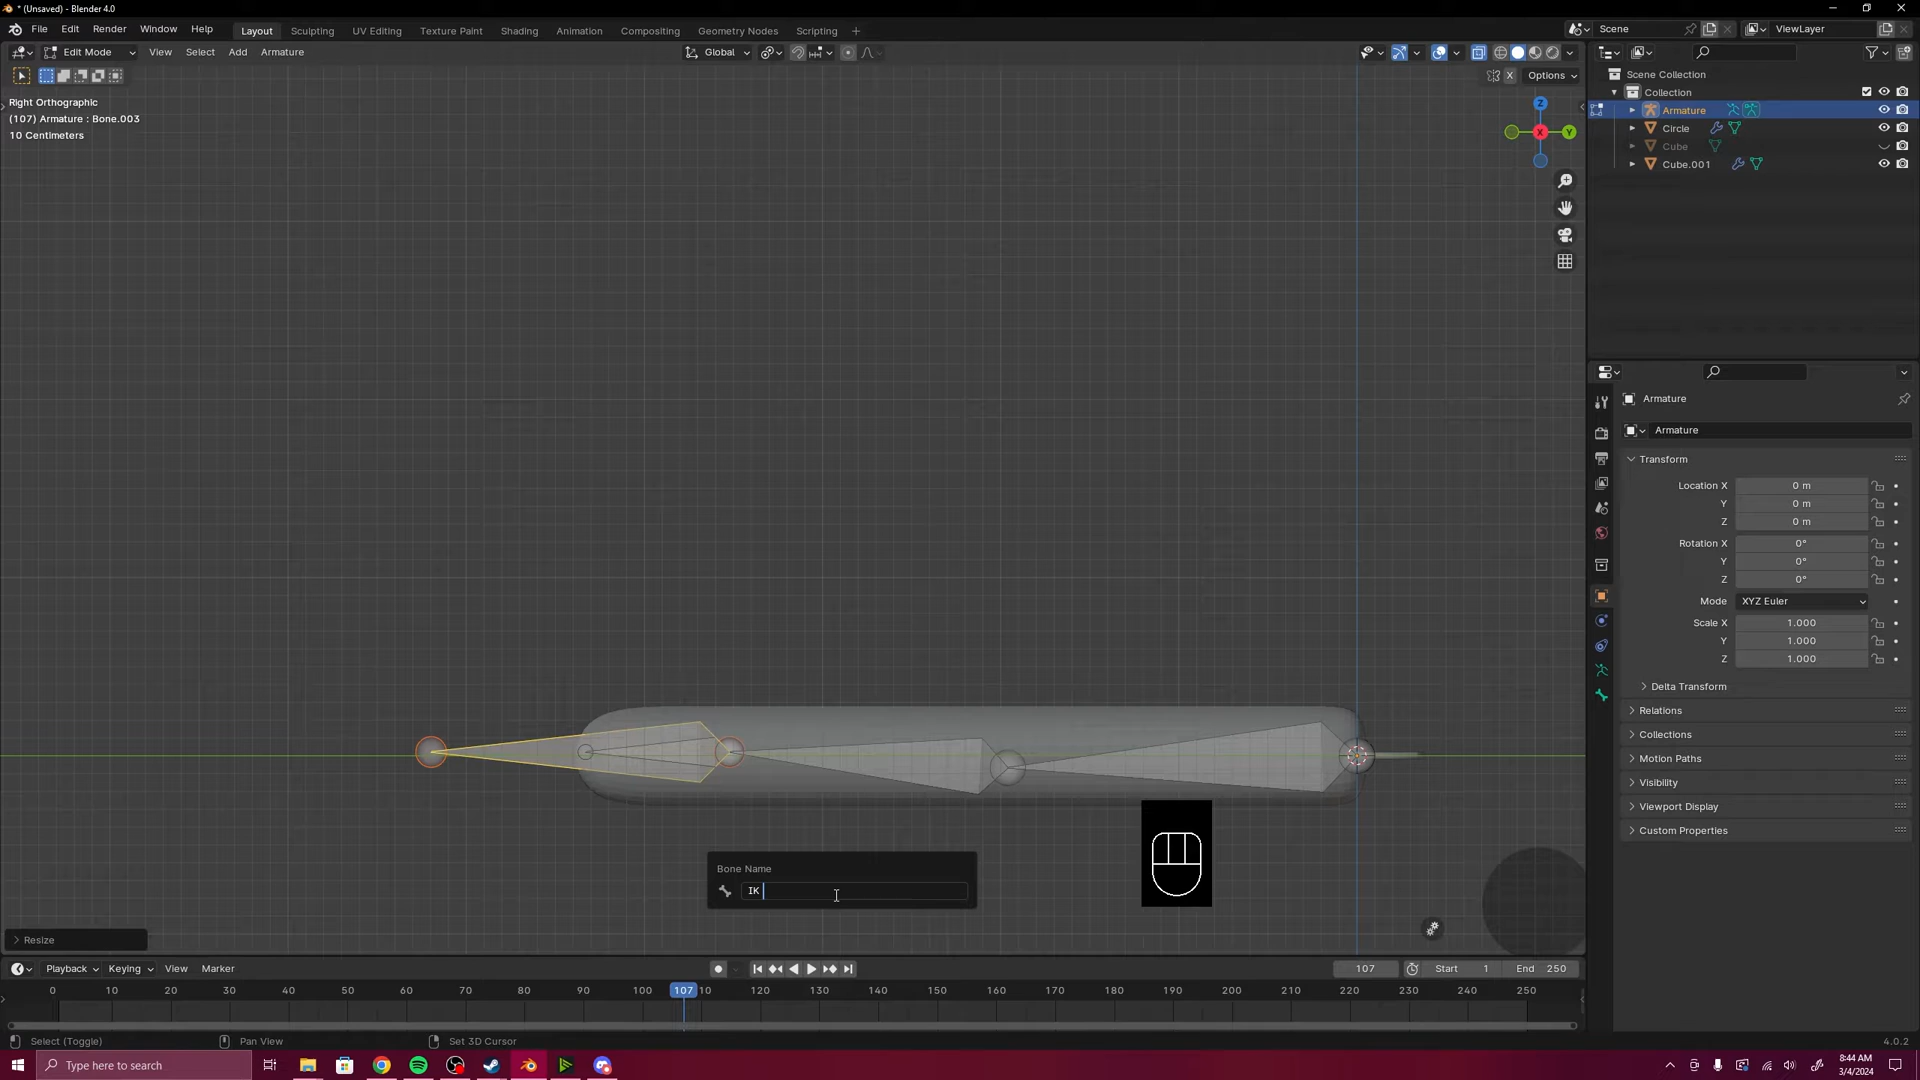 * (Unsaved) - Blender 4.0
File Edit Render Window Help Layout Sculpting UV Editing Texture Paint Shading Animation Compositing Geometry Nodes Scripting + Scene ViewLayer
Edit Mode View Select Add Armature Global
X Options
Right Orthographic
(107) Armature : Bone.003
10 Centimeters
Z
X
Y
Scene Collection
Collection
Armature
Circle
Cube
Cube.001
Armature
Armature
Transform
Location X 0 m
Y 0 m
Z 0 m
Rotation X 0°
Y 0°
Z 0°
Mode XYZ Euler
Scale X 1.000
Y 1.000
Z 1.000
Delta Transform
Relations
Collections
Motion Paths
Visibility
Viewport Display
Custom Properties
Bone Name
IK
Resize
Playback Keying View Marker 107 Start 1 End 250
0 10 20 30 40 50 60 70 80 90 100 107 110 120 130 140 150 160 170 180 190 200 210 220 230 240 250
Select (Toggle) Pan View Set 3D Cursor 4.0.2
Type here to search
8:44 AM
3/4/2024